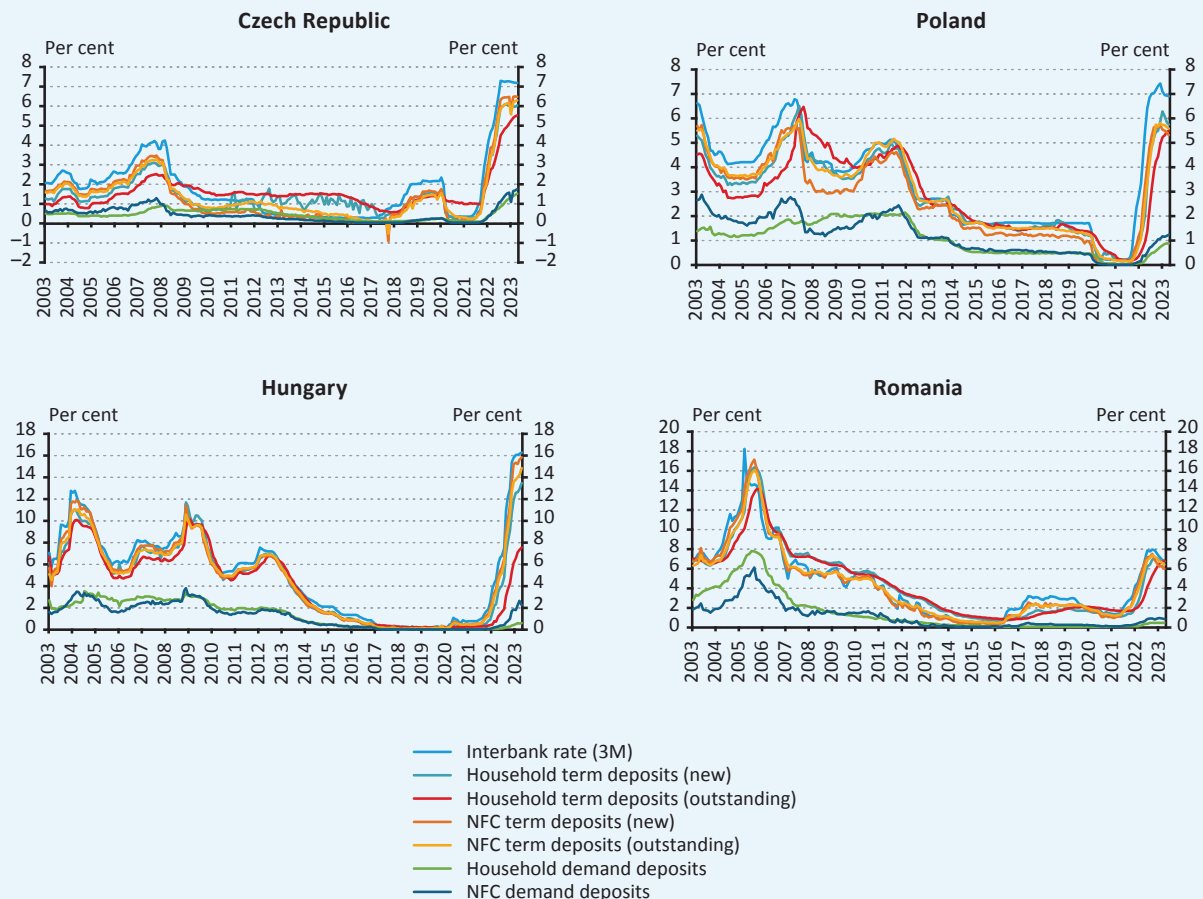 Czech Republic
Per cent Per cent
8 8
7 7
6 6
5 5
4 4
3 3
2 2
1 1
0 0
–1 –1
–2 –2
2003 2004 2005 2006 2007 2008 2009 2010 2011 2012 2013 2014 2015 2016 2017 2018 2019 2020 2021 2022 2023
Poland
Per cent Per cent
8 8
7 7
6 6
5 5
4 4
3 3
2 2
1 1
0 0
2003 2004 2005 2006 2007 2008 2009 2010 2011 2012 2013 2014 2015 2016 2017 2018 2019 2020 2021 2022 2023
Hungary
Per cent Per cent
18 18
16 16
14 14
12 12
10 10
8 8
6 6
4 4
2 2
0 0
2003 2004 2005 2006 2007 2008 2009 2010 2011 2012 2013 2014 2015 2016 2017 2018 2019 2020 2021 2022 2023
Romania
Per cent Per cent
20 20
18 18
16 16
14 14
12 12
10 10
8 8
6 6
4 4
2 2
0 0
2003 2004 2005 2006 2007 2008 2009 2010 2011 2012 2013 2014 2015 2016 2017 2018 2019 2020 2021 2022 2023
Interbank rate (3M)
Household term deposits (new)
Household term deposits (outstanding)
NFC term deposits (new)
NFC term deposits (outstanding)
Household demand deposits
NFC demand deposits